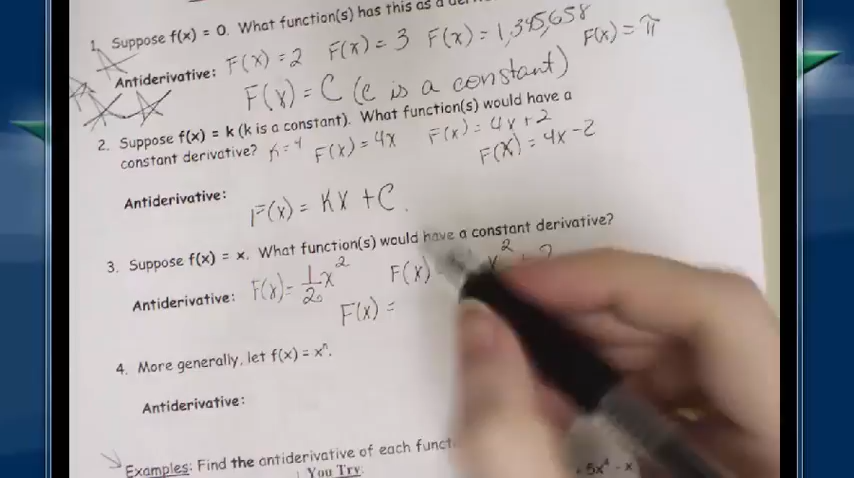 1. Suppose f(x) = 0. What function(s) has this as a
Antiderivative: F(x) = 2 F(x) = 3 F(x) = 1,345,658 F(x) = π
F(x) = C (c is a constant)
2. Suppose f(x) = k (k is a constant). What function(s) would have a
constant derivative? K = 4 F(x) = 4x F(x) = 4x + 2
F(x) = 4x - 2
Antiderivative:
F(x) = Kx + C.
3. Suppose f(x) = x. What function(s) would have a constant derivative?
Antiderivative: F(x) = 1/2 x² F(x) x² + 2
F(x) =
4. More generally, let f(x) = xⁿ.
Antiderivative:
Examples: Find the antiderivative of each
You Try:
+ 5x⁴ - x